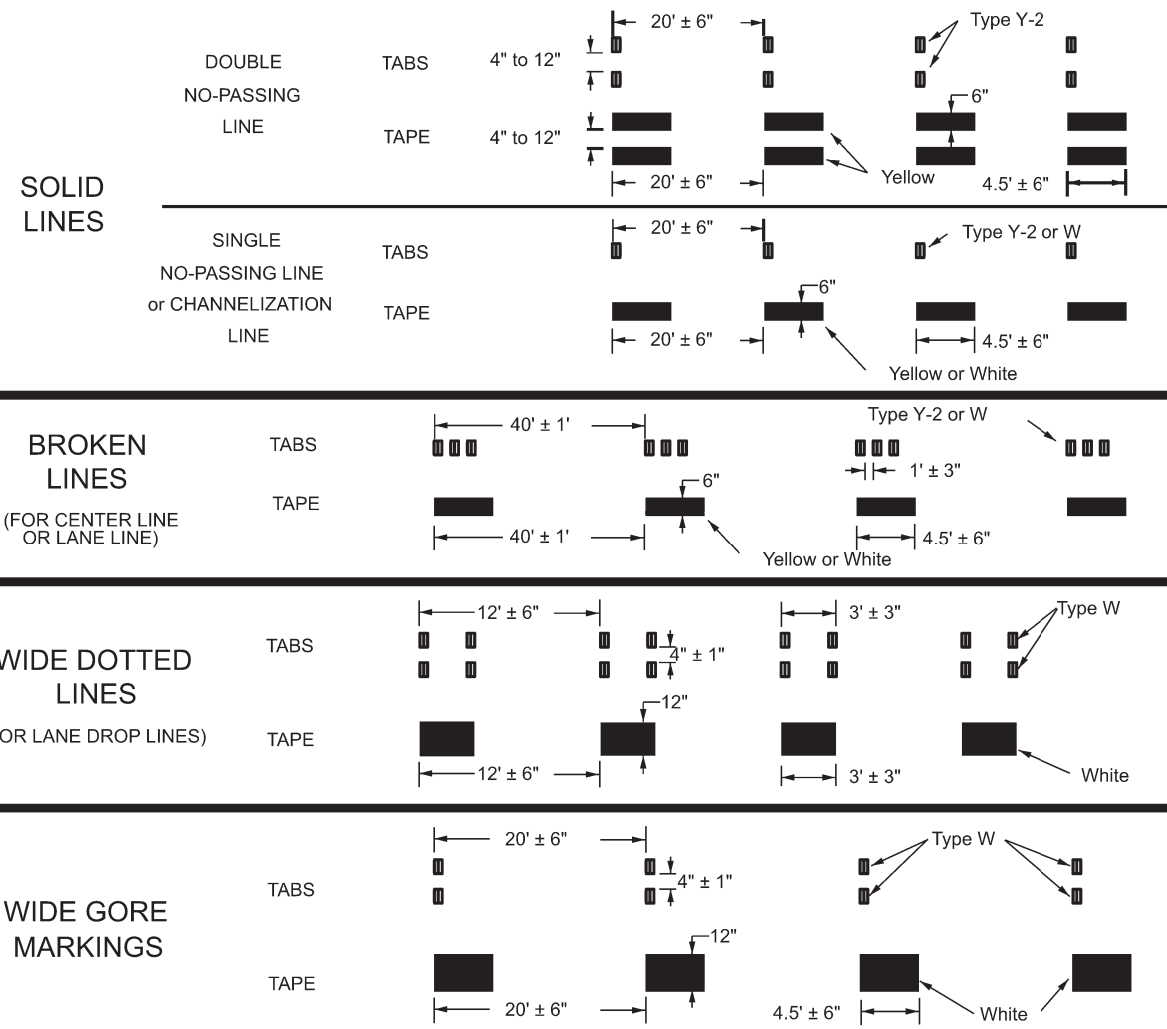 20' ± 6"
Type Y-2
DOUBLE
NO-PASSING
LINE
TABS
4" to 12"
6"
TAPE
4" to 12"
Yellow
20' ± 6"
4.5' ± 6"
SOLID
LINES
20' ± 6"
Type Y-2 or W
SINGLE
NO-PASSING LINE
or CHANNELIZATION
LINE
TABS
6"
TAPE
20' ± 6"
4.5' ± 6"
Yellow or White
BROKEN
LINES
(FOR CENTER LINE
OR LANE LINE)
40' ± 1'
Type Y-2 or W
TABS
1' ± 3"
6"
TAPE
40' ± 1'
4.5' ± 6"
Yellow or White
WIDE DOTTED
LINES
OR LANE DROP LINES)
12' ± 6"
3' ± 3"
Type W
TABS
4" ± 1"
12"
TAPE
12' ± 6"
3' ± 3"
White
WIDE GORE
MARKINGS
20' ± 6"
Type W
TABS
4" ± 1"
12"
TAPE
20' ± 6"
4.5' ± 6"
White